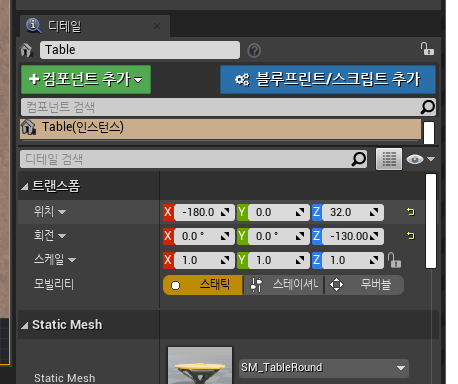 디테일
Table
+컴포넌트 추가
블루프린트/스크립트 추가
컴포넌트 검색
Table(인스턴스)
디테일 검색
트랜스폼
위치 X -180.0 Y 0.0 Z 32.0
회전 X 0.0 ° Y 0.0 ° Z -130.00
스케일 X 1.0 Y 1.0 Z 1.0
모빌리티 스태틱 스테이셔너 무버블
Static Mesh
Static Mesh SM_TableRound